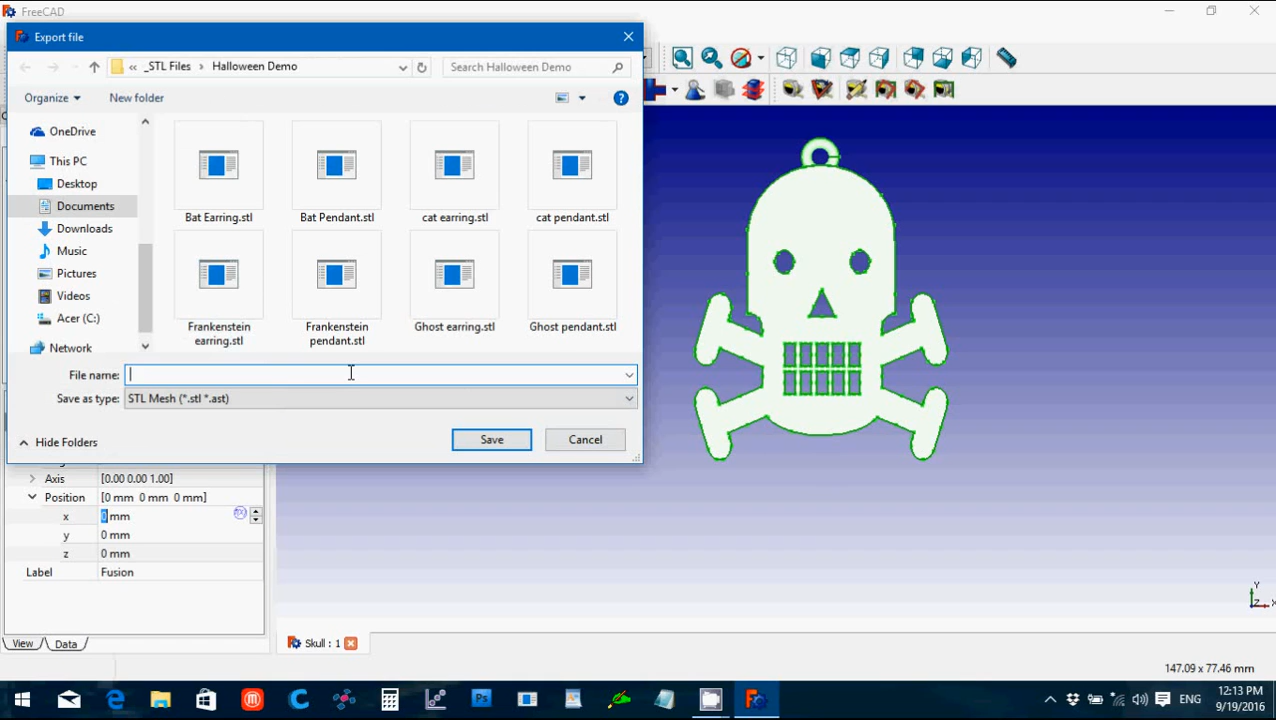 FreeCAD
Export file
« _STL Files > Halloween Demo
Search Halloween Demo
Organize
New folder
OneDrive
This PC
Desktop
Documents
Downloads
Music
Pictures
Videos
Acer (C:)
Network
Bat Earring.stl
Bat Pendant.stl
cat earring.stl
cat pendant.stl
Frankenstein
earring.stl
Frankenstein
pendant.stl
Ghost earring.stl
Ghost pendant.stl
File name:
Save as type: STL Mesh (*.stl *.ast)
Hide Folders
Save
Cancel
Axis [0.00 0.00 1.00]
Position [0 mm 0 mm 0 mm]
x 0 mm
y 0 mm
z 0 mm
Label Fusion
View
Data
Skull : 1
Y
Z
X
147.09 x 77.46 mm
Ps
ENG
12:13 PM
9/19/2016